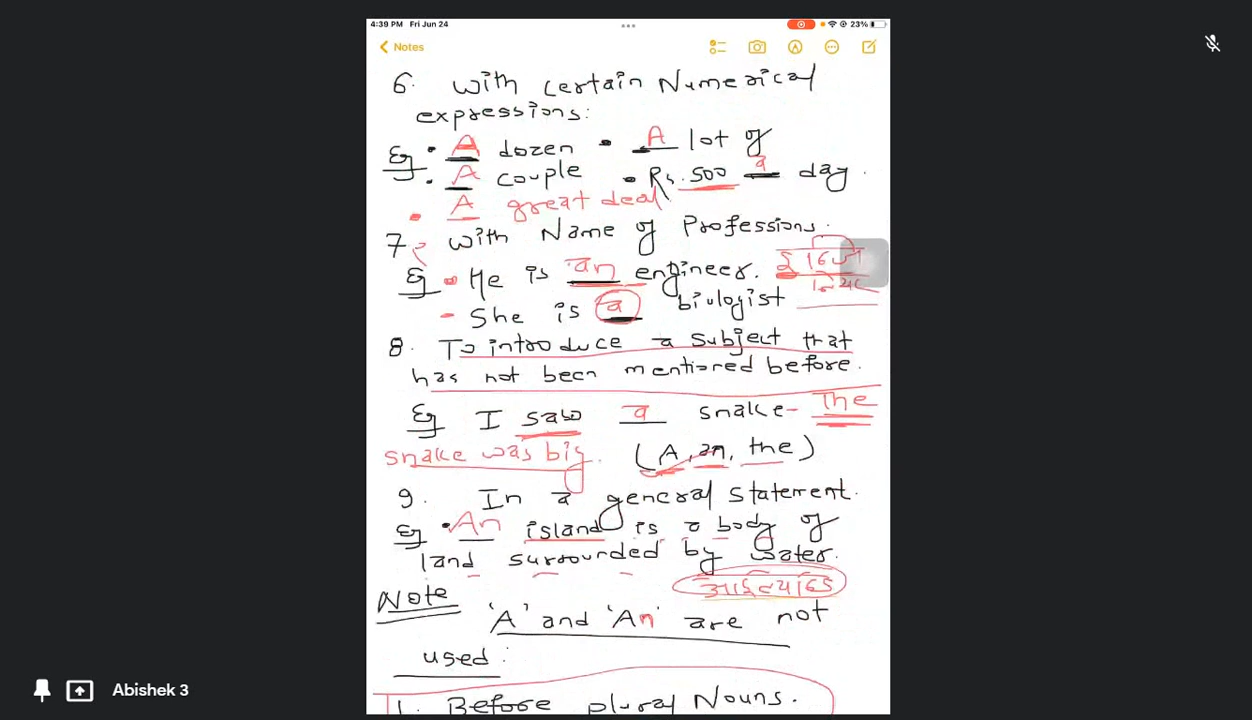 4:39 PM Fri Jun 24
23%
Notes
6. With certain Numerical
expressions:
Eg • A dozen • A lot of
• A couple • Rs. 500 a day.
• A great deal
7. With Name of Professions.
Eg • He is an engineer.
- She is a biologist
8. To introduce a subject that
has not been mentioned before.
Eg I saw a snake - The
snake was big. (A, an, the)
9. In a general statement.
Eg • An island is a body of
land surrounded by water.
Note 'A' and 'An' are not
used:
1. Before plural Nouns.
Abishek 3